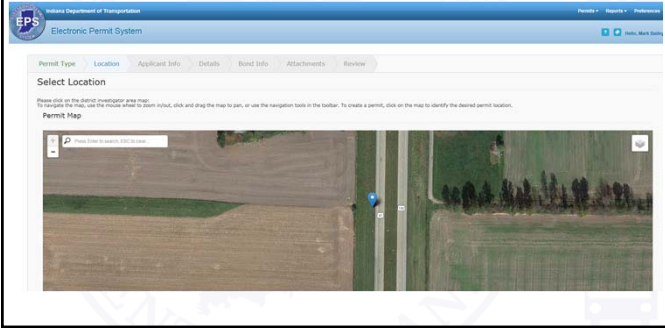 Indiana Department of Transportation
Permits Reports Preferences
EPS
Electronic Permit System
Hello, Mark Bailey
Permit Type Location Applicant Info Details Bond Info Attachments Review
Select Location
Please click on the district investigator area map:
To navigate the map, use the mouse wheel to zoom in/out, click and drag the map to pan, or use the navigation tools in the toolbar. To create a permit, click on the map to identify the desired permit location.
Permit Map
+
Press Enter to search, ESC to clear...
-